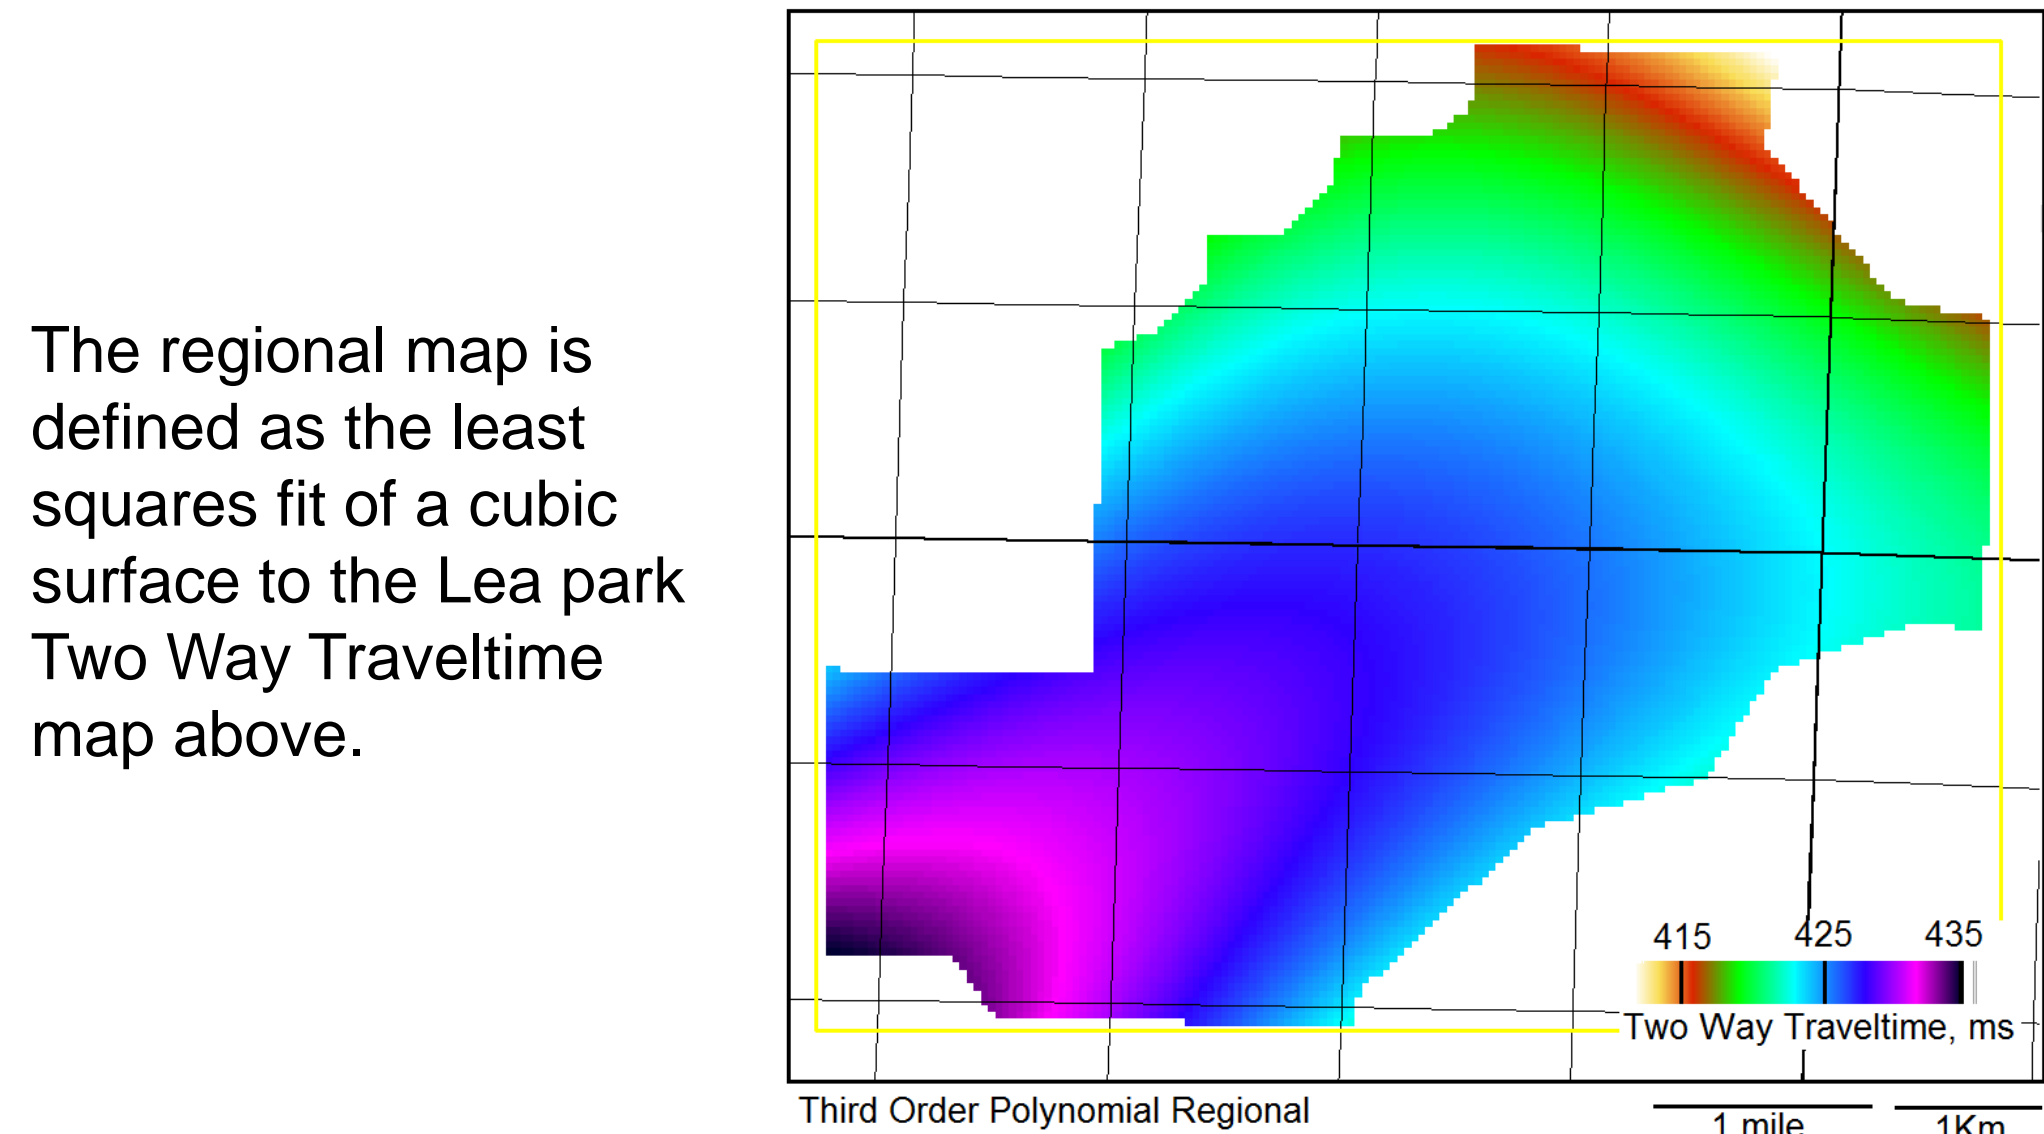 The regional map is
defined as the least
squares fit of a cubic
surface to the Lea park
Two Way Traveltime
map above.
415 425 435
Two Way Traveltime, ms
Third Order Polynomial Regional
1 mile
1Km